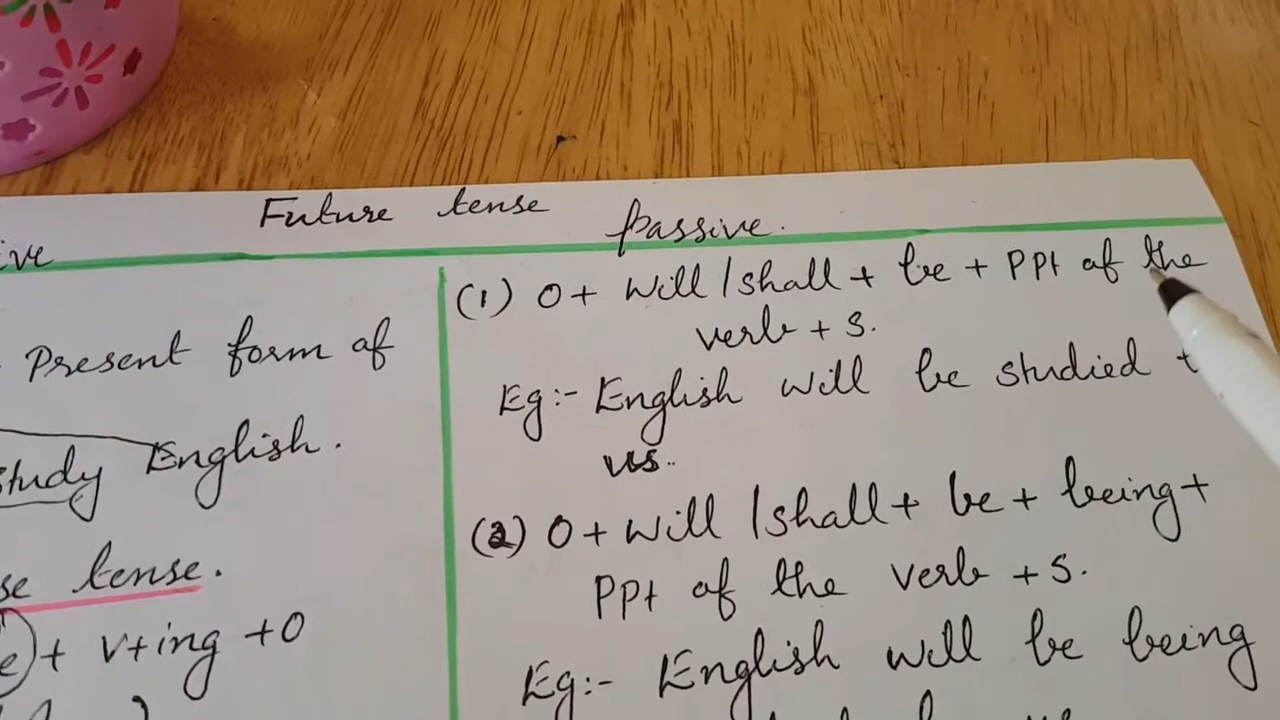 Future tense
ive
passive.
Present form of
study English.
se tense.
e) + v+ing +O
(1) O + will / shall + be + PPt of the
verb + S.
Eg:- English will be studied
us..
(2) O + will / shall + be + being +
PPt of the verb + S.
Eg:- English will be being